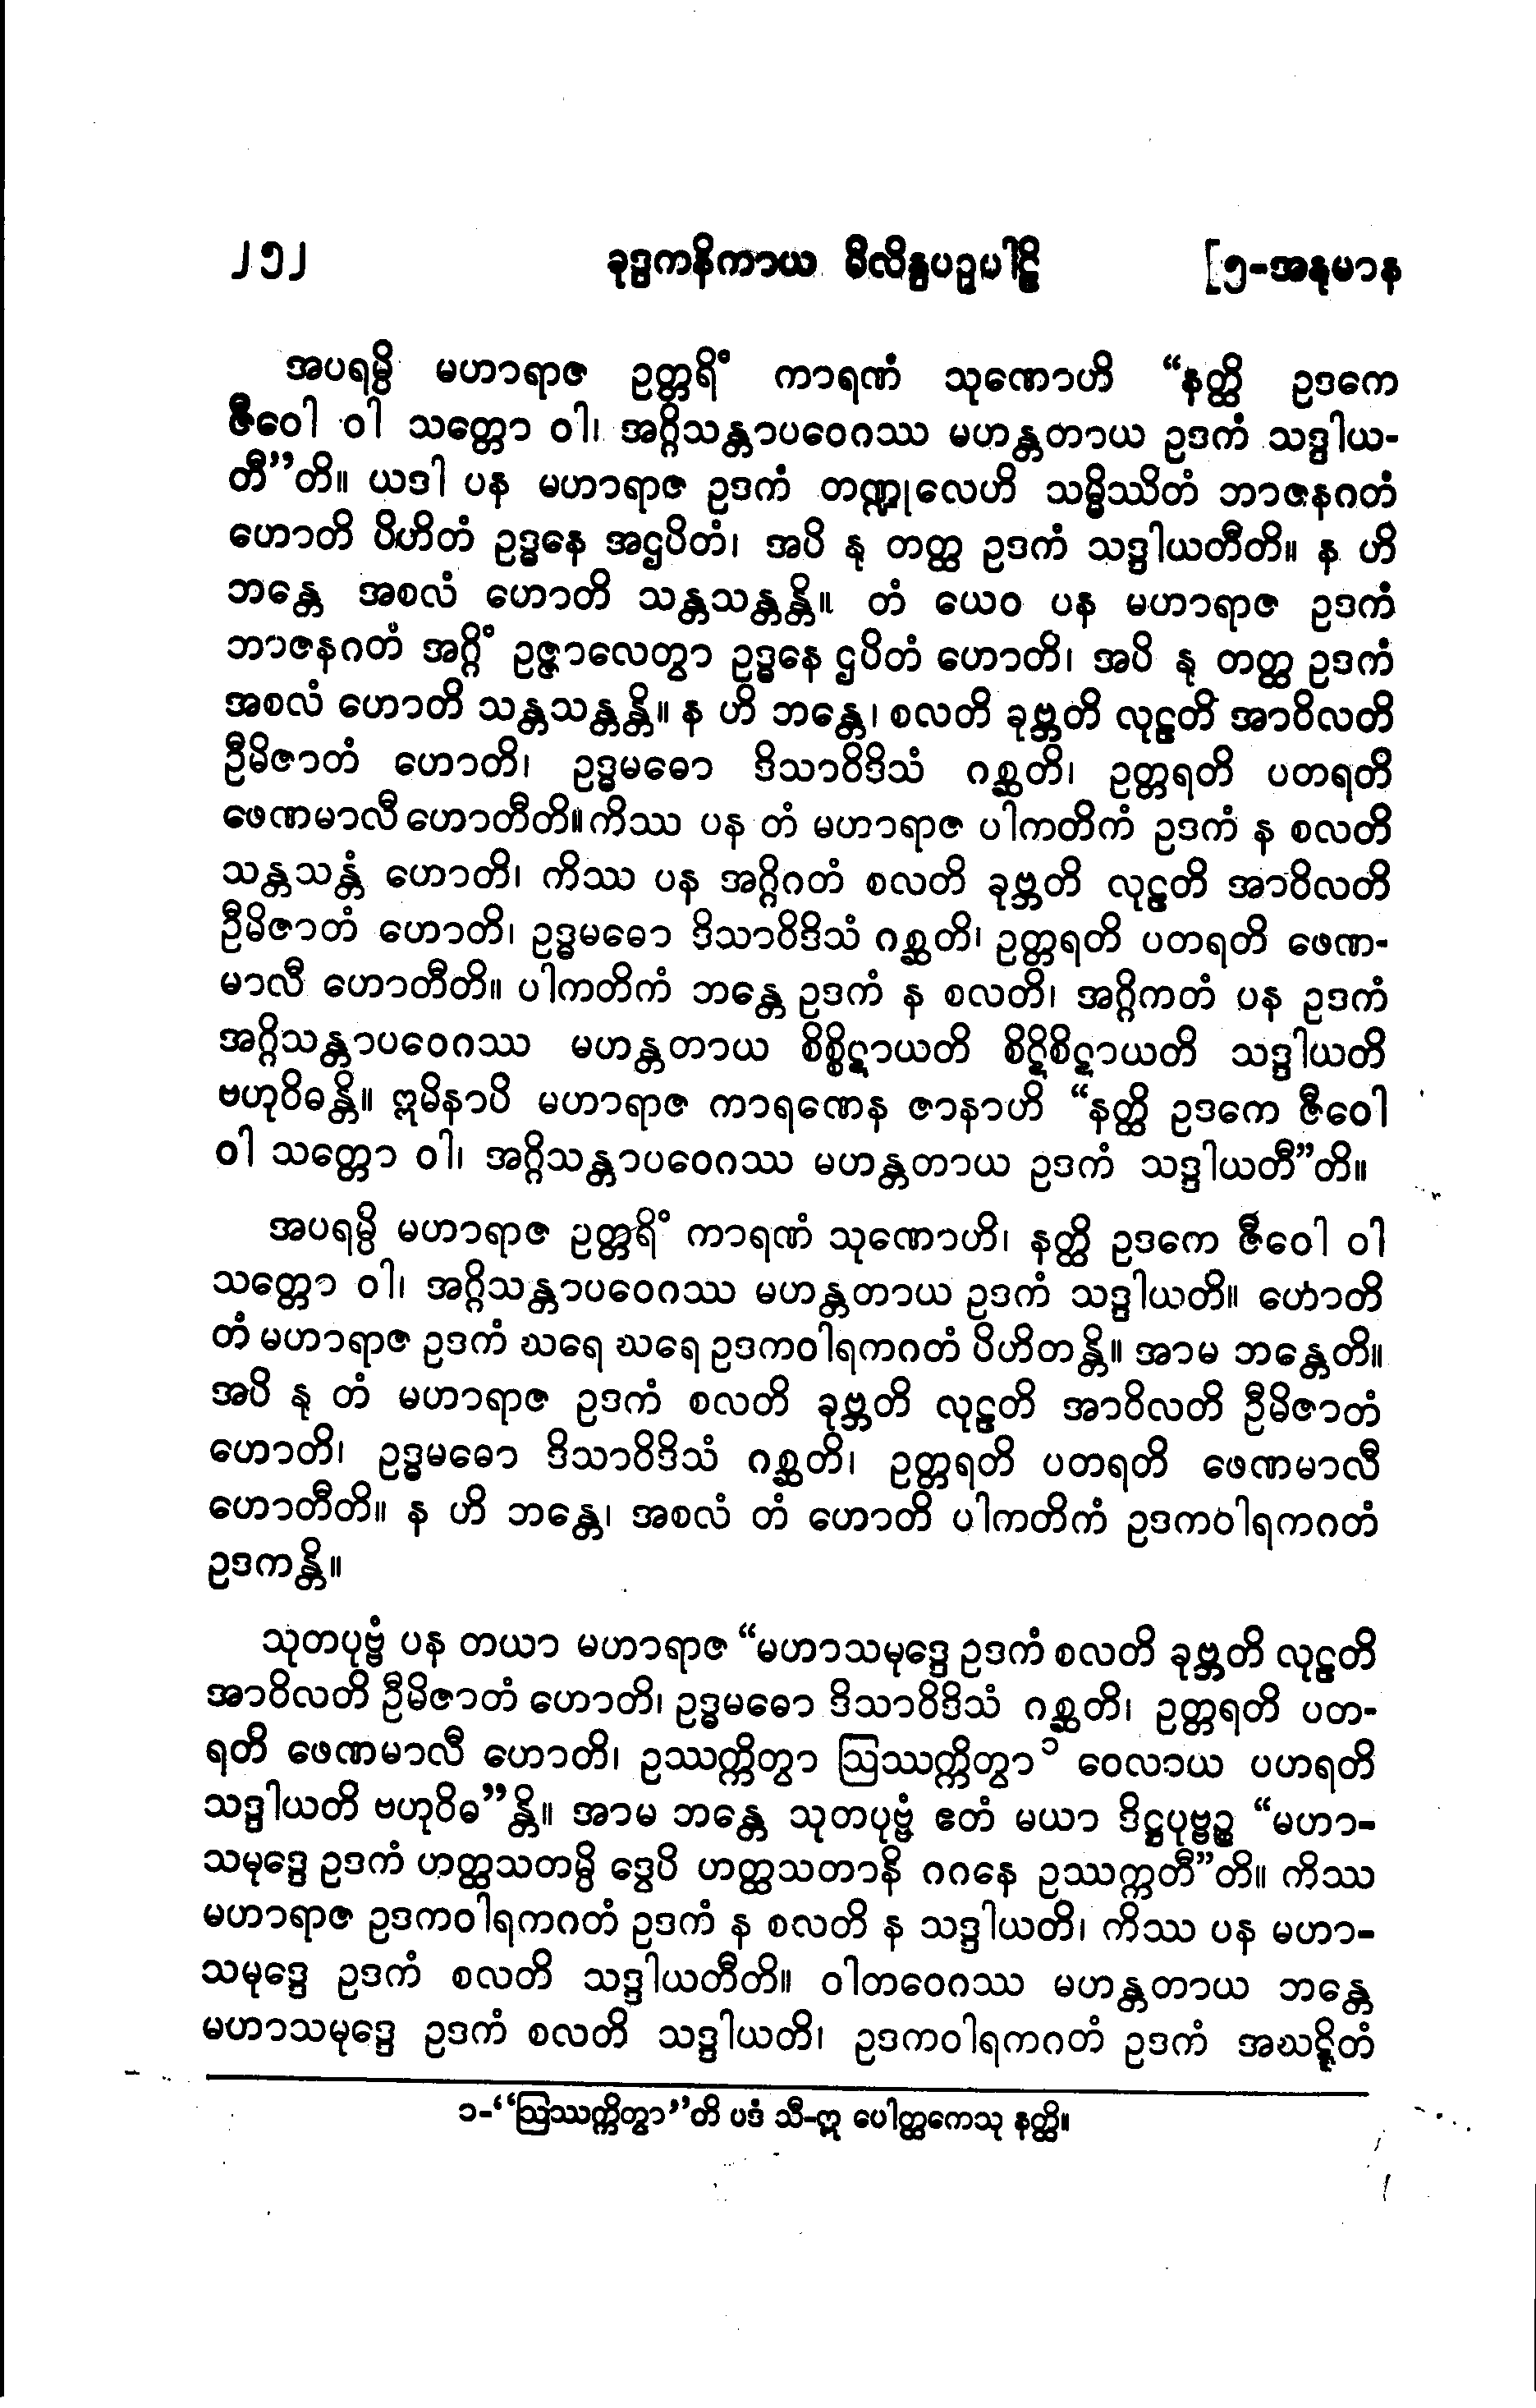 ၂၅၂ ခုဒ္ဒကနိကာယ မိလိန္ဒပဉှပါဠိ [၅-အနုမာန
အပရမ္ပိ မဟာရာဇ ဥတ္တရိံ ကာရဏံ သုဏောဟိ “နတ္ထိ ဥဒကေ
ဇီဝေါ ဝါ သတ္တော ဝါ၊ အဂ္ဂိသန္တာပဝေဂဿ မဟန္တတာယ ဥဒကံ သဒ္ဒါယ-
တီ”တိ။ ယဒါ ပန မဟာရာဇ ဥဒကံ တဏ္ဍုလေဟိ သမ္မိဿိတံ ဘာဇနဂတံ
ဟောတိ ပိဟိတံ ဥဒ္ဓနေ အဌပိတံ၊ အပိ နု တတ္ထ ဥဒကံ သဒ္ဒါယတီတိ။ န ဟိ
ဘန္တေ အစလံ ဟောတိ သန္တသန္တန္တိ။ တံ ယေဝ ပန မဟာရာဇ ဥဒကံ
ဘာဇနဂတံ အဂ္ဂိံ ဥဇ္ဇာလေတွာ ဥဒ္ဓနေ ဌပိတံ ဟောတိ၊ အပိ နု တတ္ထ ဥဒကံ
အစလံ ဟောတိ သန္တသန္တန္တိ။ န ဟိ ဘန္တေ၊ စလတိ ခုဗ္ဘတိ လုဠတိ အာဝိလတိ
ဦမိဇာတံ ဟောတိ၊ ဥဒ္ဓမဓော ဒိသာဝိဒိသံ ဂစ္ဆတိ၊ ဥတ္တရတိ ပတရတိ
ဖေဏမာလီ ဟောတီတိ။ ကိဿ ပန တံ မဟာရာဇ ပါကတိကံ ဥဒကံ န စလတိ
သန္တသန္တံ ဟောတိ၊ ကိဿ ပန အဂ္ဂိဂတံ စလတိ ခုဗ္ဘတိ လုဠတိ အာဝိလတိ
ဦမိဇာတံ ဟောတိ၊ ဥဒ္ဓမဓော ဒိသာဝိဒိသံ ဂစ္ဆတိ၊ ဥတ္တရတိ ပတရတိ ဖေဏ-
မာလီ ဟောတီတိ။ ပါကတိကံ ဘန္တေ ဥဒကံ န စလတိ၊ အဂ္ဂိကတံ ပန ဥဒကံ
အဂ္ဂိသန္တာပဝေဂဿ မဟန္တတာယ စိစ္စိဋာယတိ စိဋိစိဋာယတိ သဒ္ဒါယတိ
ဗဟုဝိဓန္တိ။ ဣမိနာပိ မဟာရာဇ ကာရဏေန ဇာနာဟိ “နတ္ထိ ဥဒကေ ဇီဝေါ
ဝါ သတ္တော ဝါ၊ အဂ္ဂိသန္တာပဝေဂဿ မဟန္တတာယ ဥဒကံ သဒ္ဒါယတီ”တိ။
အပရမ္ပိ မဟာရာဇ ဥတ္တရိံ ကာရဏံ သုဏောဟိ၊ နတ္ထိ ဥဒကေ ဇီဝေါ ဝါ
သတ္တော ဝါ၊ အဂ္ဂိသန္တာပဝေဂဿ မဟန္တတာယ ဥဒကံ သဒ္ဒါယတိ။ ဟောတိ
တံ မဟာရာဇ ဥဒကံ ဃရေ ဃရေ ဥဒကဝါရကဂတံ ပိဟိတန္တိ။ အာမ ဘန္တေတိ။
အပိ နု တံ မဟာရာဇ ဥဒကံ စလတိ ခုဗ္ဘတိ လုဠတိ အာဝိလတိ ဦမိဇာတံ
ဟောတိ၊ ဥဒ္ဓမဓော ဒိသာဝိဒိသံ ဂစ္ဆတိ၊ ဥတ္တရတိ ပတရတိ ဖေဏမာလီ
ဟောတီတိ။ န ဟိ ဘန္တေ၊ အစလံ တံ ဟောတိ ပါကတိကံ ဥဒကဝါရကဂတံ
ဥဒကန္တိ။
သုတပုဗ္ဗံ ပန တယာ မဟာရာဇ “မဟာသမုဒ္ဒေ ဥဒကံ စလတိ ခုဗ္ဘတိ လုဠတိ
အာဝိလတိ ဦမိဇာတံ ဟောတိ၊ ဥဒ္ဓမဓော ဒိသာဝိဒိသံ ဂစ္ဆတိ၊ ဥတ္တရတိ ပတ-
ရတိ ဖေဏမာလီ ဟောတိ၊ ဥဿက္ကိတွာ ဩဿက္ကိတွာ ၁ ဝေလာယ ပဟရတိ
သဒ္ဒါယတိ ဗဟုဝိဓ”န္တိ။ အာမ ဘန္တေ သုတပုဗ္ဗံ ဧတံ မယာ ဒိဋ္ဌပုဗ္ဗဉ္စ “မဟာ-
သမုဒ္ဒေ ဥဒကံ ဟတ္ထသတမ္ပိ ဒွေပိ ဟတ္ထသတာနိ ဂဂနေ ဥဿက္ကတီ”တိ။ ကိဿ
မဟာရာဇ ဥဒကဝါရကဂတံ ဥဒကံ န စလတိ န သဒ္ဒါယတိ၊ ကိဿ ပန မဟာ-
သမုဒ္ဒေ ဥဒကံ စလတိ သဒ္ဒါယတီတိ။ ဝါတဝေဂဿ မဟန္တတာယ ဘန္တေ
မဟာသမုဒ္ဒေ ဥဒကံ စလတိ သဒ္ဒါယတိ၊ ဥဒကဝါရကဂတံ ဥဒကံ အဃဋ္ဋိတံ
၁-“ဩဿက္ကိတွာ”တိ ပဒံ သီ-ဣ ပေါတ္ထကေသု နတ္ထိ။